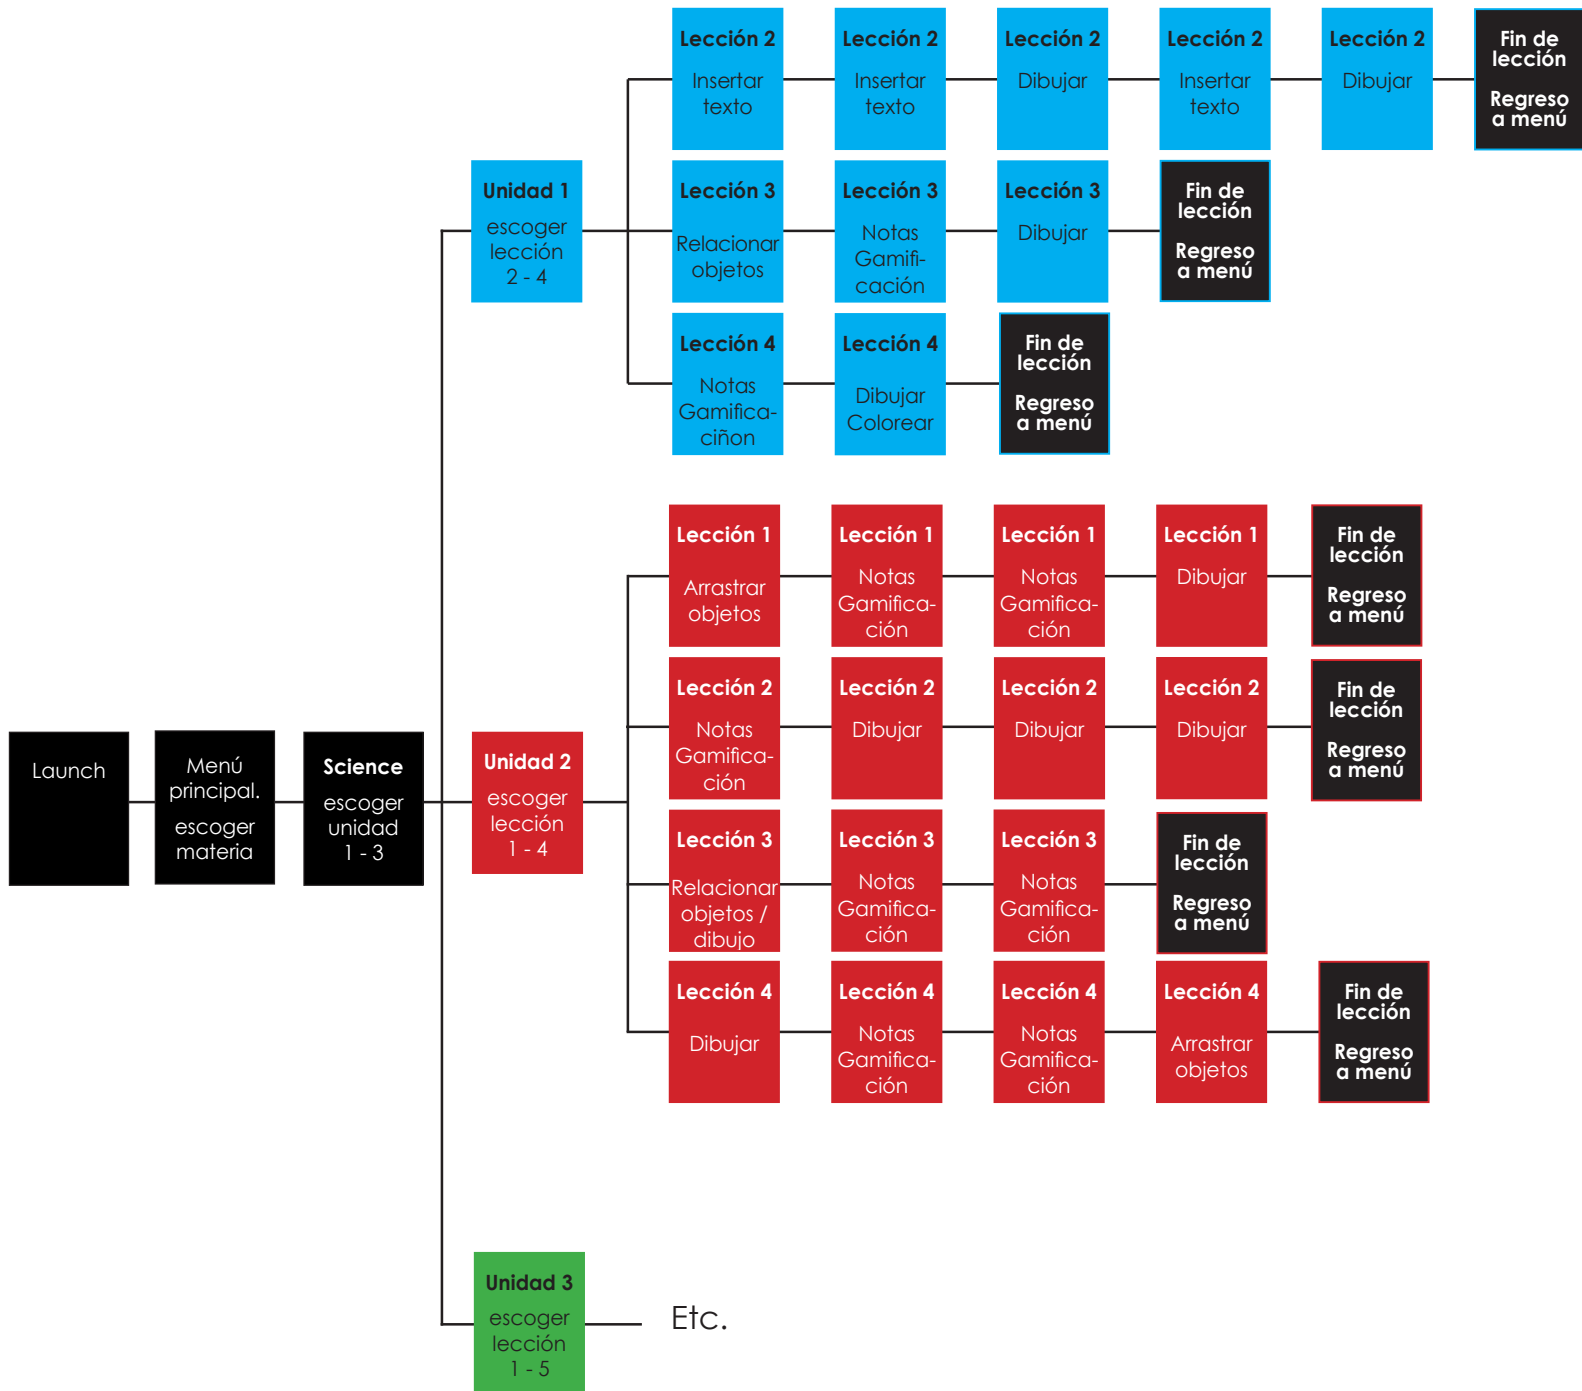 Launch
Menú
principal.
escoger
materia
Science
escoger
unidad
1 - 3
Unidad 1
escoger
lección
2 - 4
Lección 2
Insertar
texto
Lección 2
Insertar
texto
Lección 2
Dibujar
Lección 2
Insertar
texto
Lección 2
Dibujar
Fin de
lección
Regreso
a menú
Lección 3
Relacionar
objetos
Lección 3
Notas
Gamifi-
cación
Lección 3
Dibujar
Fin de
lección
Regreso
a menú
Lección 4
Notas
Gamifica-
ciñon
Lección 4
Dibujar
Colorear
Fin de
lección
Regreso
a menú
Unidad 2
escoger
lección
1 - 4
Lección 1
Arrastrar
objetos
Lección 1
Notas
Gamifica-
ción
Lección 1
Notas
Gamifica-
ción
Lección 1
Dibujar
Fin de
lección
Regreso
a menú
Lección 2
Notas
Gamifica-
ción
Lección 2
Dibujar
Lección 2
Dibujar
Lección 2
Dibujar
Fin de
lección
Regreso
a menú
Lección 3
Relacionar
objetos /
dibujo
Lección 3
Notas
Gamifica-
ción
Lección 3
Notas
Gamifica-
ción
Fin de
lección
Regreso
a menú
Lección 4
Dibujar
Lección 4
Notas
Gamifica-
ción
Lección 4
Notas
Gamifica-
ción
Lección 4
Arrastrar
objetos
Fin de
lección
Regreso
a menú
Unidad 3
escoger
lección
1 - 5
Etc.